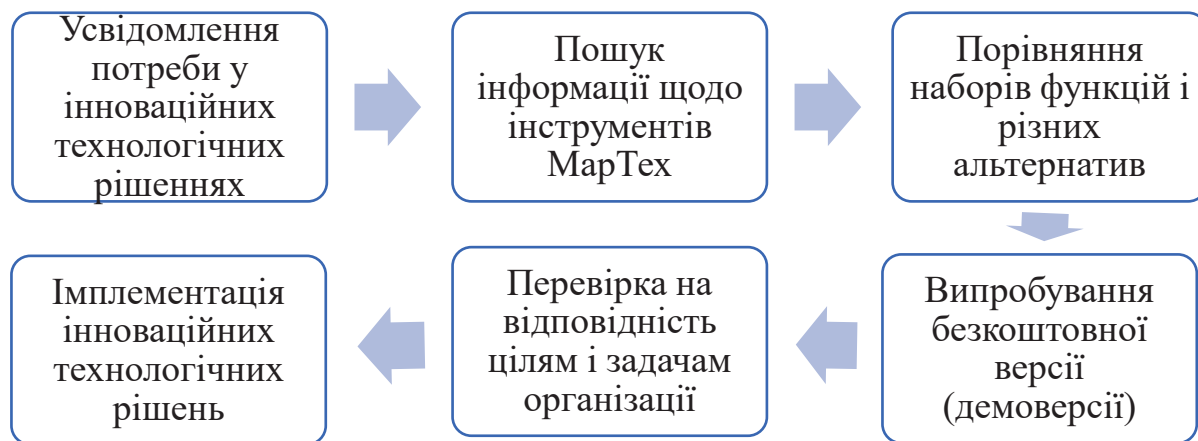 Усвідомлення
потреби у
інноваційних
технологічних
рішеннях
Пошук
інформації щодо
інструментів
МарТех
Порівняння
наборів функцій і
різних
альтернатив
Випробування
безкоштовної
версії
(демоверсії)
Перевірка на
відповідність
цілям і задачам
організації
Імплементація
інноваційних
технологічних
рішень